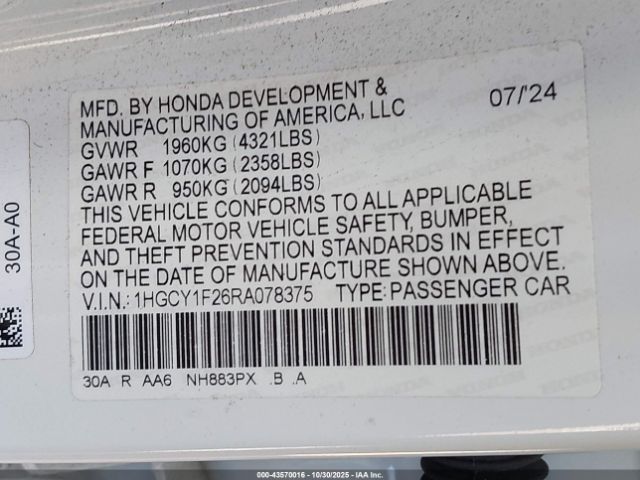 MFD. BY HONDA DEVELOPMENT &
MANUFACTURING OF AMERICA, LLC
07/24
GVWR 1960KG (4321LBS)
GAWR F 1070KG (2358LBS)
GAWR R 950KG (2094LBS)
THIS VEHICLE CONFORMS TO ALL APPLICABLE
FEDERAL MOTOR VEHICLE SAFETY, BUMPER,
AND THEFT PREVENTION STANDARDS IN EFFECT
ON THE DATE OF MANUFACTURE SHOWN ABOVE.
V.I.N.: 1HGCY1F26RA078375 TYPE: PASSENGER CAR
30A R AA6 NH883PX .B .A
30A-A0
000-43570016 - 10/30/2025 - IAA Inc.